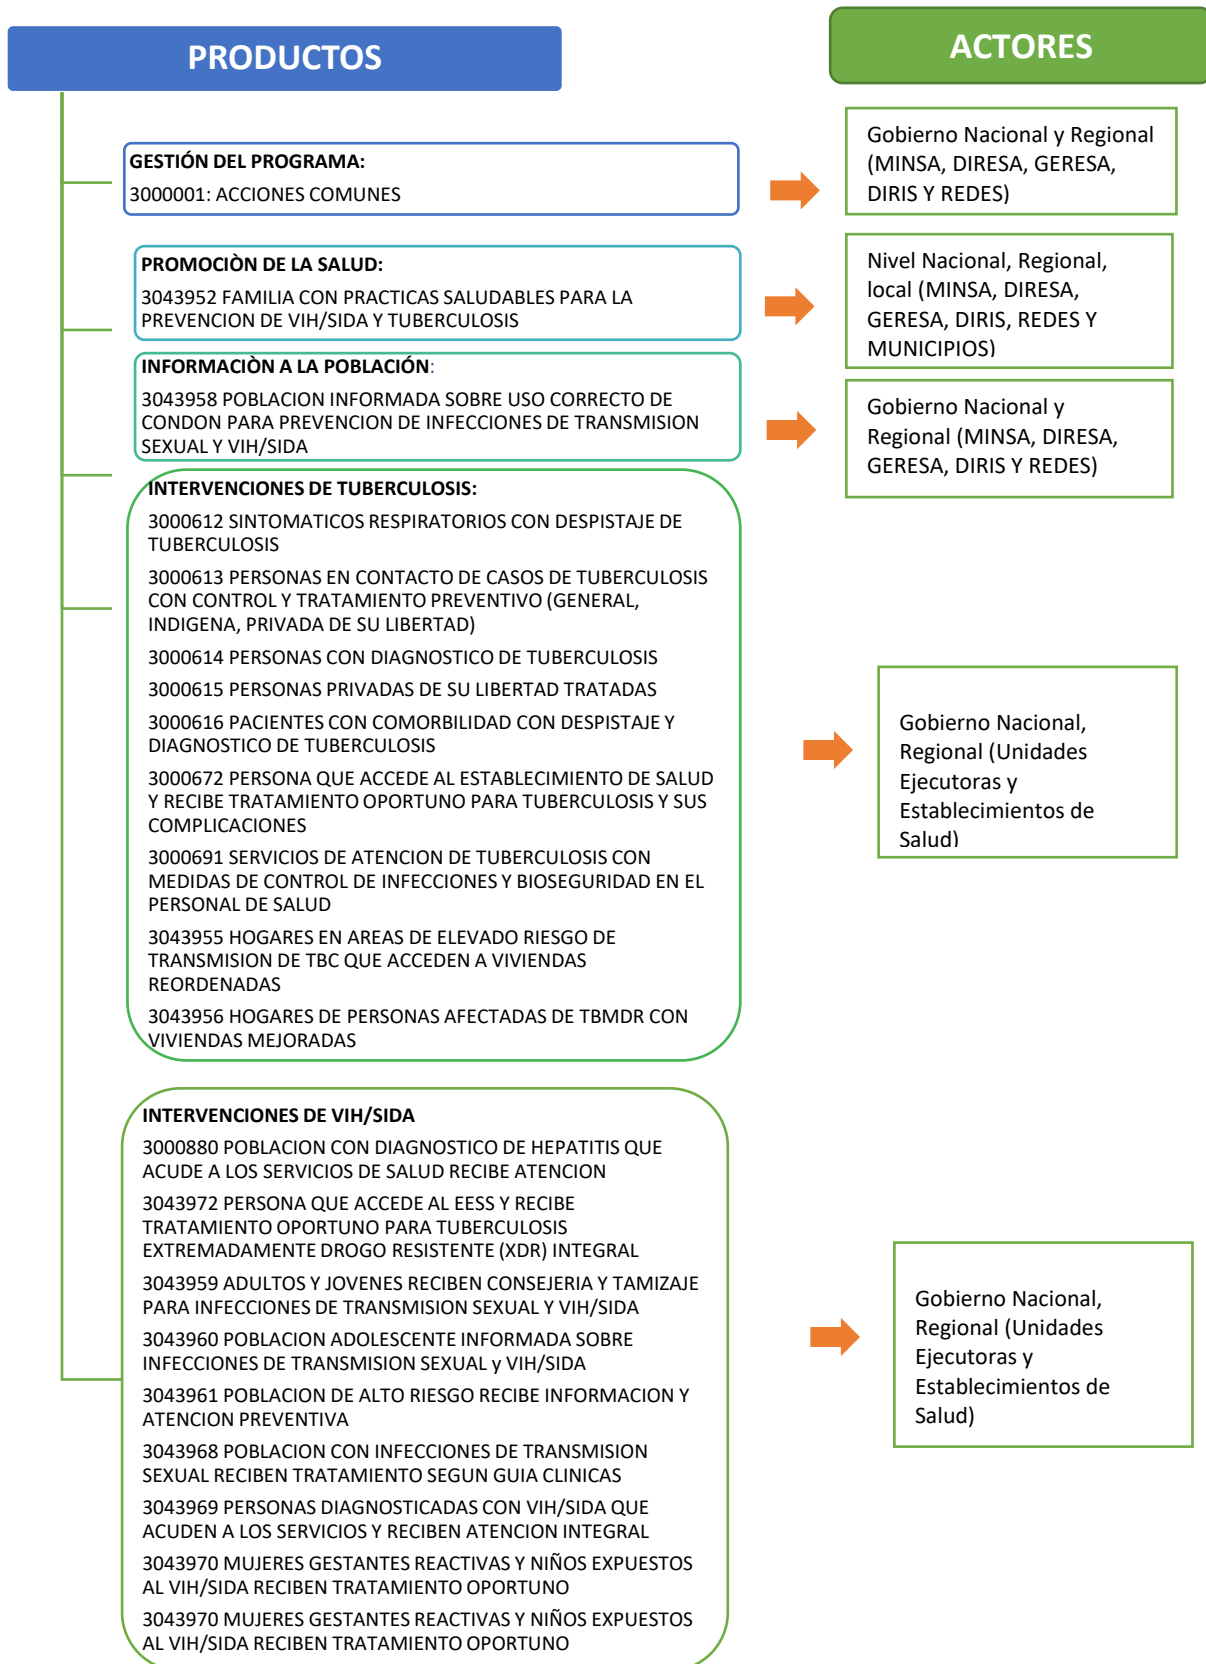 PRODUCTOS
ACTORES
GESTIÓN DEL PROGRAMA:
3000001: ACCIONES COMUNES
Gobierno Nacional y Regional
(MINSA, DIRESA, GERESA,
DIRIS Y REDES)
PROMOCIÒN DE LA SALUD:
3043952 FAMILIA CON PRACTICAS SALUDABLES PARA LA
PREVENCION DE VIH/SIDA Y TUBERCULOSIS
Nivel Nacional, Regional,
local (MINSA, DIRESA,
GERESA, DIRIS, REDES Y
MUNICIPIOS)
INFORMACIÒN A LA POBLACIÓN:
3043958 POBLACION INFORMADA SOBRE USO CORRECTO DE
CONDON PARA PREVENCION DE INFECCIONES DE TRANSMISION
SEXUAL Y VIH/SIDA
Gobierno Nacional y
Regional (MINSA, DIRESA,
GERESA, DIRIS Y REDES)
INTERVENCIONES DE TUBERCULOSIS:
3000612 SINTOMATICOS RESPIRATORIOS CON DESPISTAJE DE
TUBERCULOSIS
3000613 PERSONAS EN CONTACTO DE CASOS DE TUBERCULOSIS
CON CONTROL Y TRATAMIENTO PREVENTIVO (GENERAL,
INDIGENA, PRIVADA DE SU LIBERTAD)
3000614 PERSONAS CON DIAGNOSTICO DE TUBERCULOSIS
3000615 PERSONAS PRIVADAS DE SU LIBERTAD TRATADAS
3000616 PACIENTES CON COMORBILIDAD CON DESPISTAJE Y
DIAGNOSTICO DE TUBERCULOSIS
3000672 PERSONA QUE ACCEDE AL ESTABLECIMIENTO DE SALUD
Y RECIBE TRATAMIENTO OPORTUNO PARA TUBERCULOSIS Y SUS
COMPLICACIONES
3000691 SERVICIOS DE ATENCION DE TUBERCULOSIS CON
MEDIDAS DE CONTROL DE INFECCIONES Y BIOSEGURIDAD EN EL
PERSONAL DE SALUD
3043955 HOGARES EN AREAS DE ELEVADO RIESGO DE
TRANSMISION DE TBC QUE ACCEDEN A VIVIENDAS
REORDENADAS
3043956 HOGARES DE PERSONAS AFECTADAS DE TBMDR CON
VIVIENDAS MEJORADAS
Gobierno Nacional,
Regional (Unidades
Ejecutoras y
Establecimientos de
Salud)
INTERVENCIONES DE VIH/SIDA
3000880 POBLACION CON DIAGNOSTICO DE HEPATITIS QUE
ACUDE A LOS SERVICIOS DE SALUD RECIBE ATENCION
3043972 PERSONA QUE ACCEDE AL EESS Y RECIBE
TRATAMIENTO OPORTUNO PARA TUBERCULOSIS
EXTREMADAMENTE DROGO RESISTENTE (XDR) INTEGRAL
3043959 ADULTOS Y JOVENES RECIBEN CONSEJERIA Y TAMIZAJE
PARA INFECCIONES DE TRANSMISION SEXUAL Y VIH/SIDA
3043960 POBLACION ADOLESCENTE INFORMADA SOBRE
INFECCIONES DE TRANSMISION SEXUAL y VIH/SIDA
3043961 POBLACION DE ALTO RIESGO RECIBE INFORMACION Y
ATENCION PREVENTIVA
3043968 POBLACION CON INFECCIONES DE TRANSMISION
SEXUAL RECIBEN TRATAMIENTO SEGUN GUIA CLINICAS
3043969 PERSONAS DIAGNOSTICADAS CON VIH/SIDA QUE
ACUDEN A LOS SERVICIOS Y RECIBEN ATENCION INTEGRAL
3043970 MUJERES GESTANTES REACTIVAS Y NIÑOS EXPUESTOS
AL VIH/SIDA RECIBEN TRATAMIENTO OPORTUNO
3043970 MUJERES GESTANTES REACTIVAS Y NIÑOS EXPUESTOS
AL VIH/SIDA RECIBEN TRATAMIENTO OPORTUNO
Gobierno Nacional,
Regional (Unidades
Ejecutoras y
Establecimientos de
Salud)